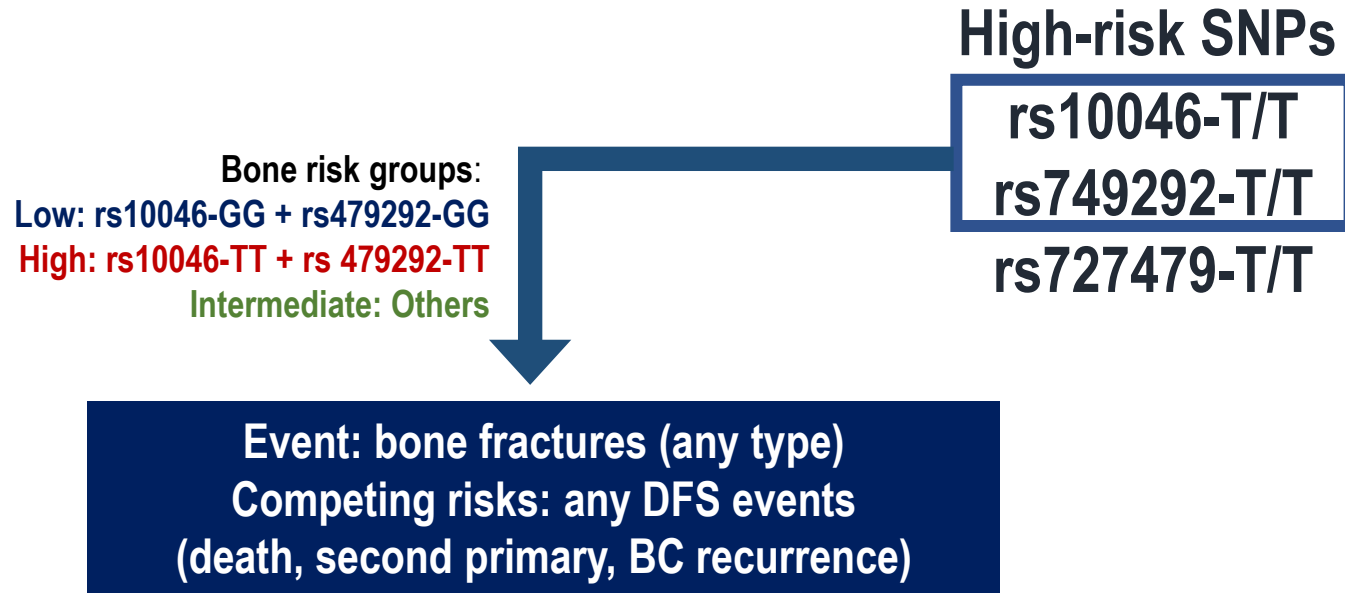 High-risk SNPs
rs10046-T/T
rs749292-T/T
rs727479-T/T
Bone risk groups:
Low: rs10046-GG + rs479292-GG
High: rs10046-TT + rs 479292-TT
Intermediate: Others
Event: bone fractures (any type)
Competing risks: any DFS events
(death, second primary, BC recurrence)